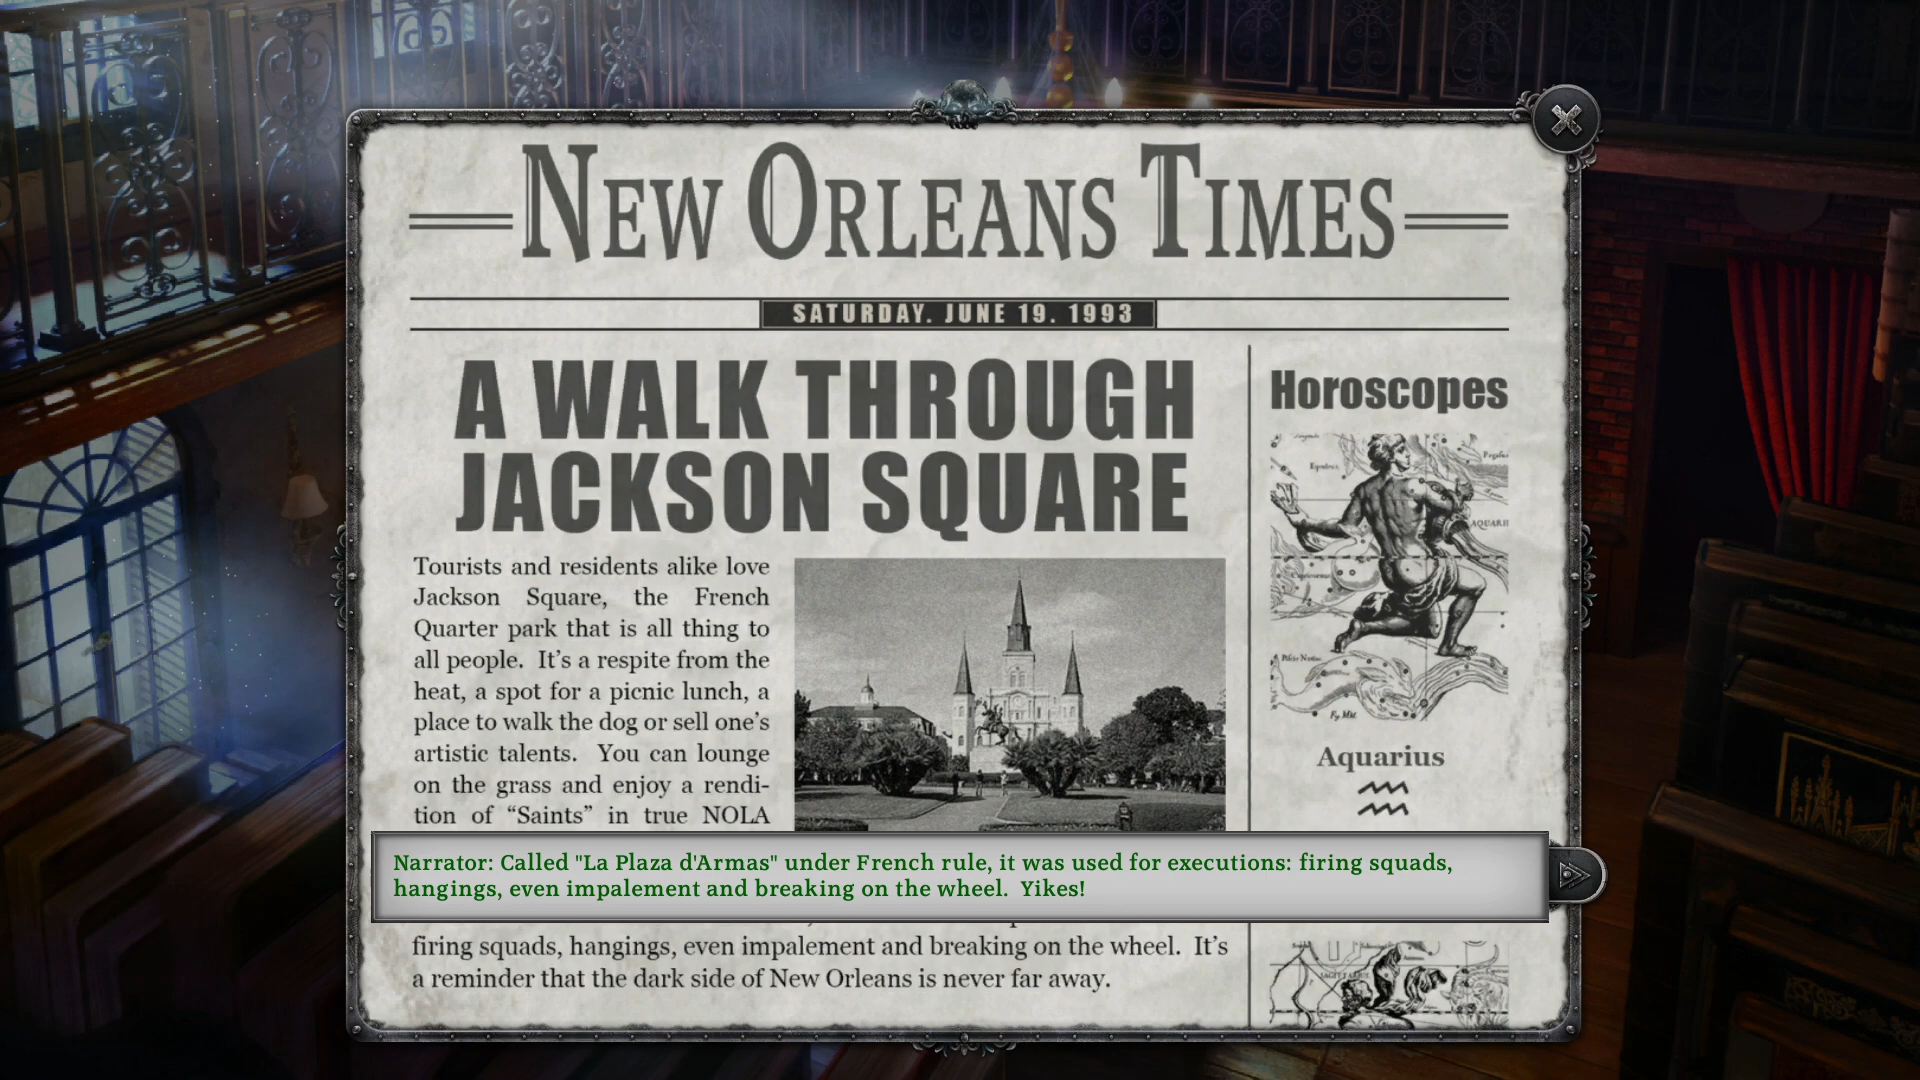 NEW ORLEANS TIMES
SATURDAY. JUNE 19. 1993
A WALK THROUGH
JACKSON SQUARE
Tourists and residents alike love
Jackson Square, the French
Quarter park that is all thing to
all people. It's a respite from the
heat, a spot for a picnic lunch, a
place to walk the dog or sell one's
artistic talents. You can lounge
on the grass and enjoy a rendi-
tion of "Saints" in true NOLA
Narrator: Called "La Plaza d'Armas" under French rule, it was used for executions: firing squads,
hangings, even impalement and breaking on the wheel. Yikes!
firing squads, hangings, even impalement and breaking on the wheel. It's
a reminder that the dark side of New Orleans is never far away.
Horoscopes
AQUARII
Aquarius